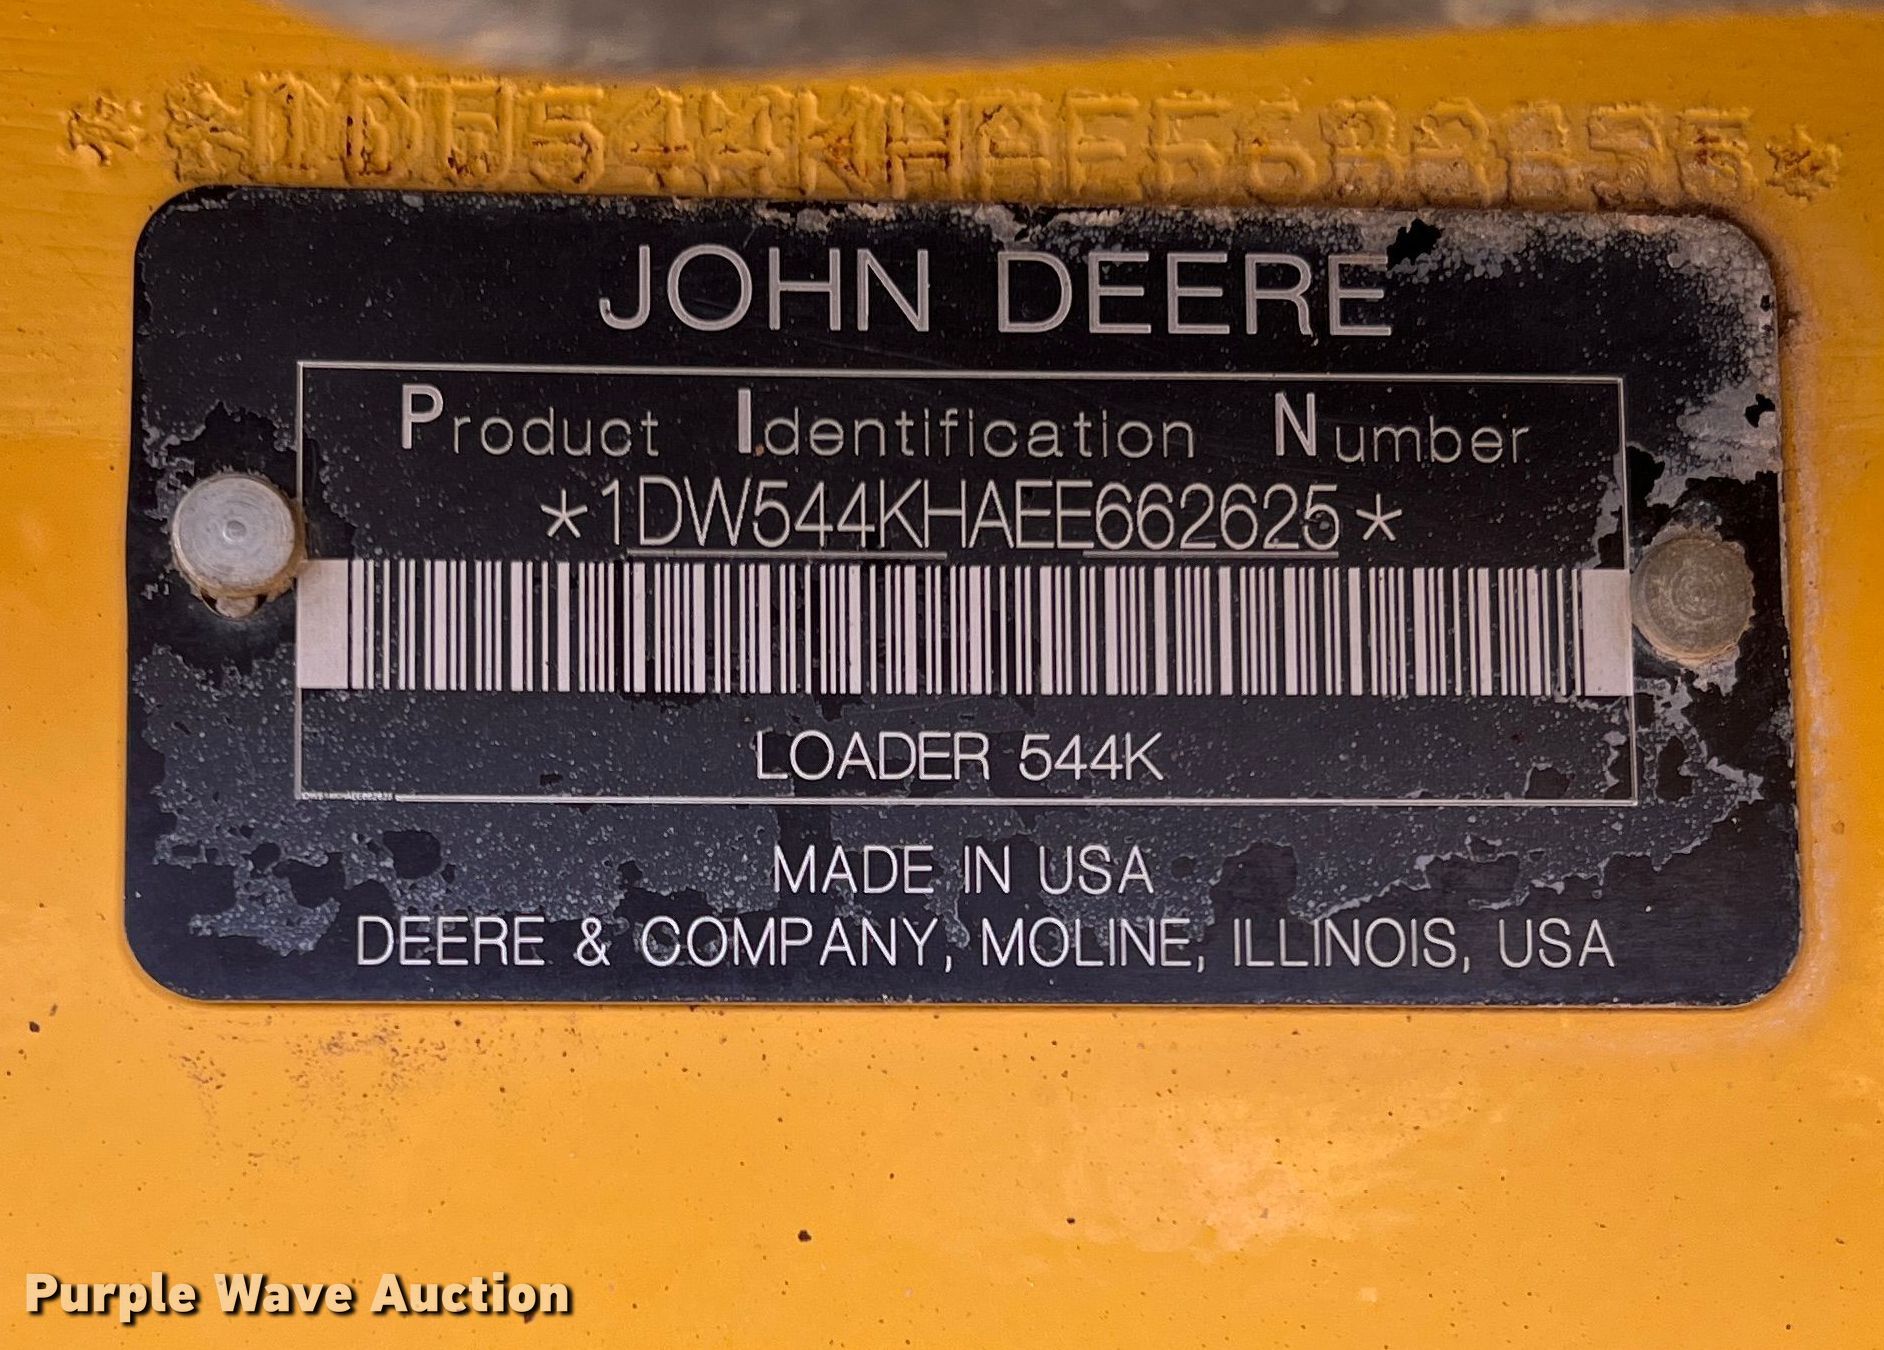 JOHN DEERE
Product Identification Number
*1DW544KHAEE662625*
LOADER 544K
MADE IN USA
DEERE & COMPANY, MOLINE, ILLINOIS, USA
Purple Wave Auction